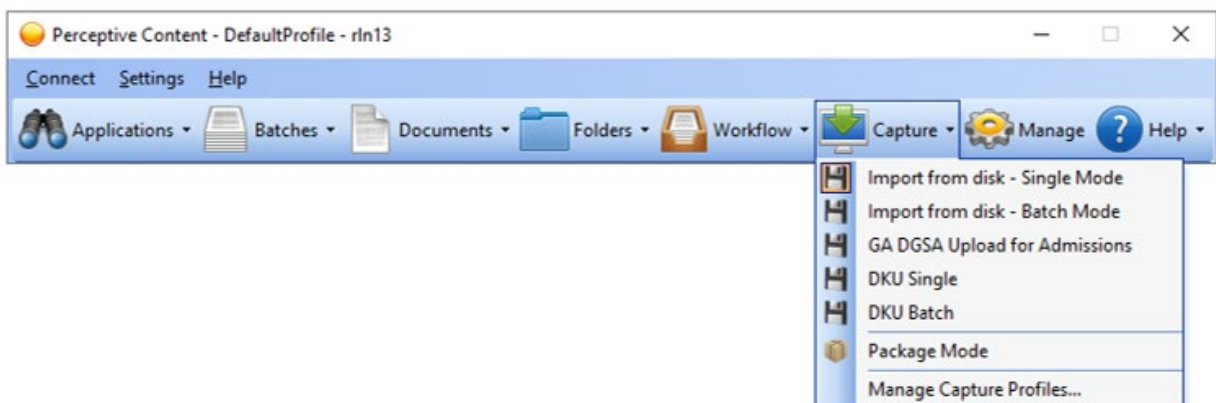 Perceptive Content - DefaultProfile - rln13
Connect Settings Help
Applications Batches Documents Folders Workflow Capture Manage ? Help
Import from disk - Single Mode
Import from disk - Batch Mode
GA DGSA Upload for Admissions
DKU Single
DKU Batch
Package Mode
Manage Capture Profiles...